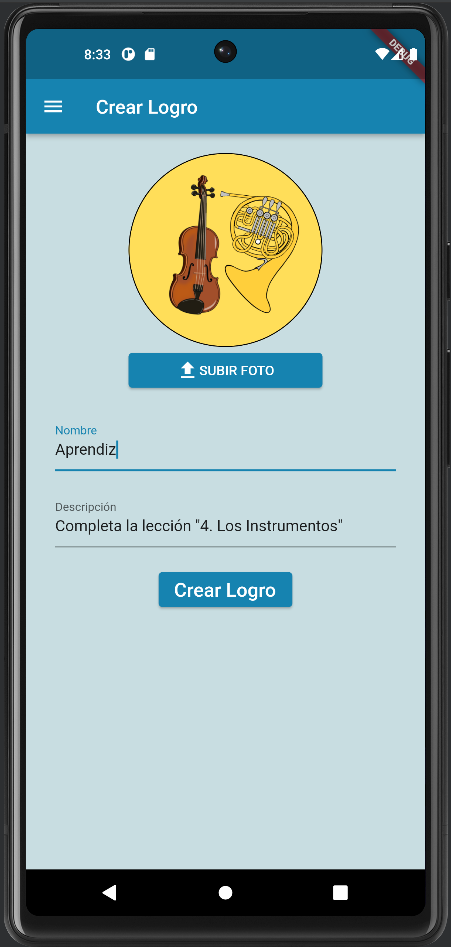 8:33
DEBUG
Crear Logro
SUBIR FOTO
Nombre
Aprendiz
Descripción
Completa la lección "4. Los Instrumentos"
Crear Logro